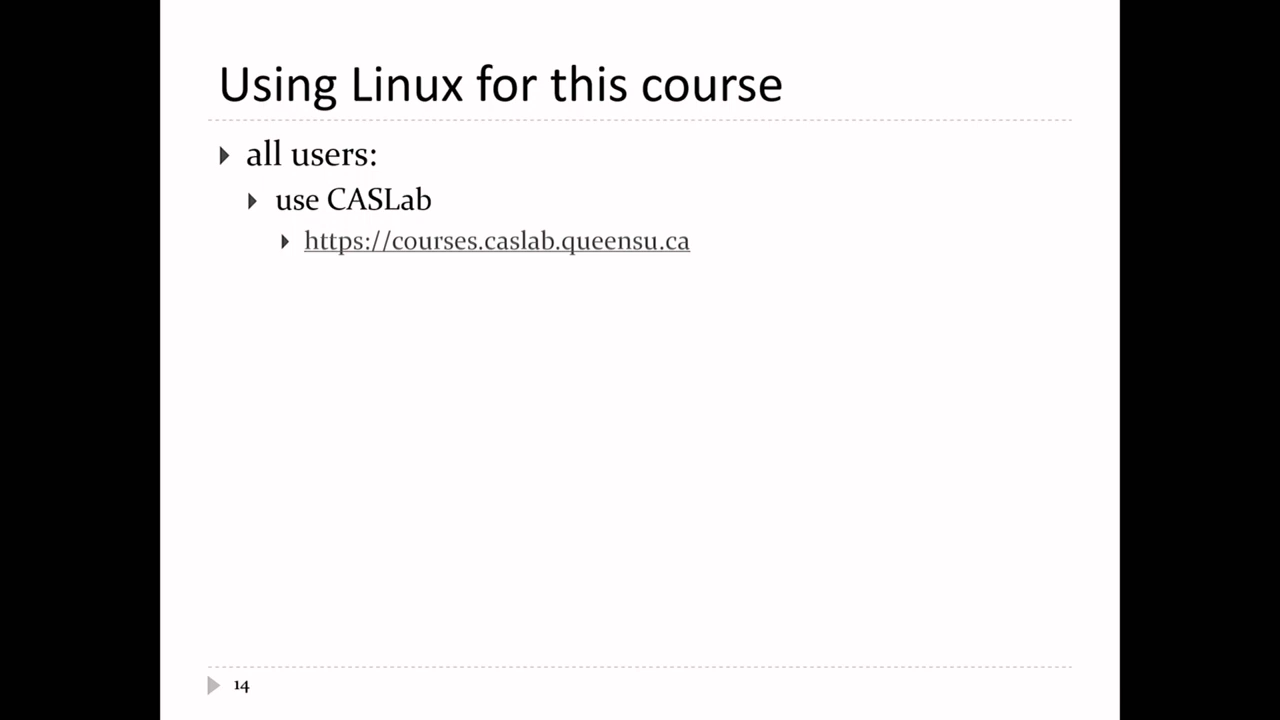 Using Linux for this course
all users:
use CASLab
https://courses.caslab.queensu.ca
14